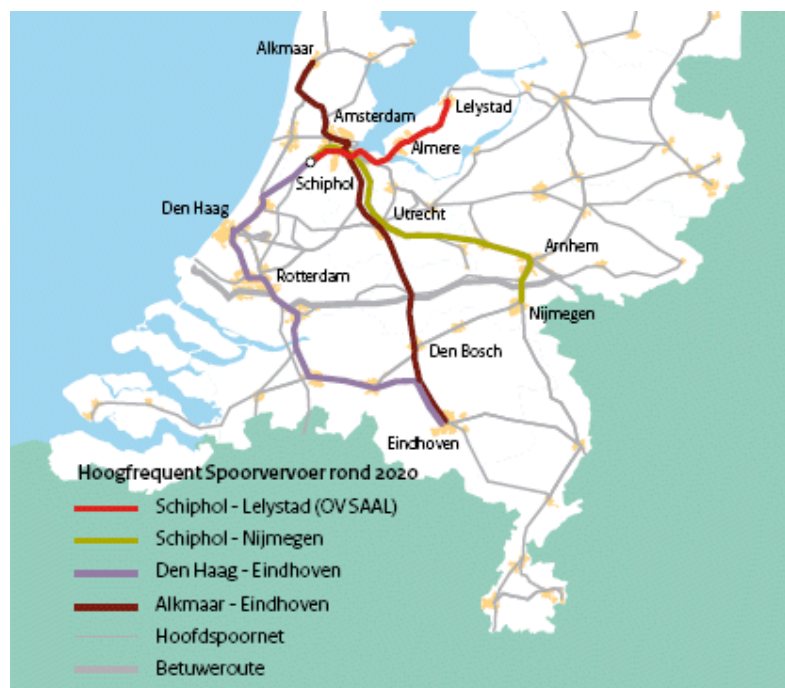 Alkmaar
Lelystad
Amsterdam
Almere
Schiphol
Den Haag
Utrecht
Arnhem
Rotterdam
Nijmegen
Den Bosch
Eindhoven
Hoogfrequent Spoorvervoer rond 2020
Schiphol - Lelystad (OV SAAL)
Schiphol - Nijmegen
Den Haag - Eindhoven
Alkmaar - Eindhoven
Hoofdspoornet
Betuweroute